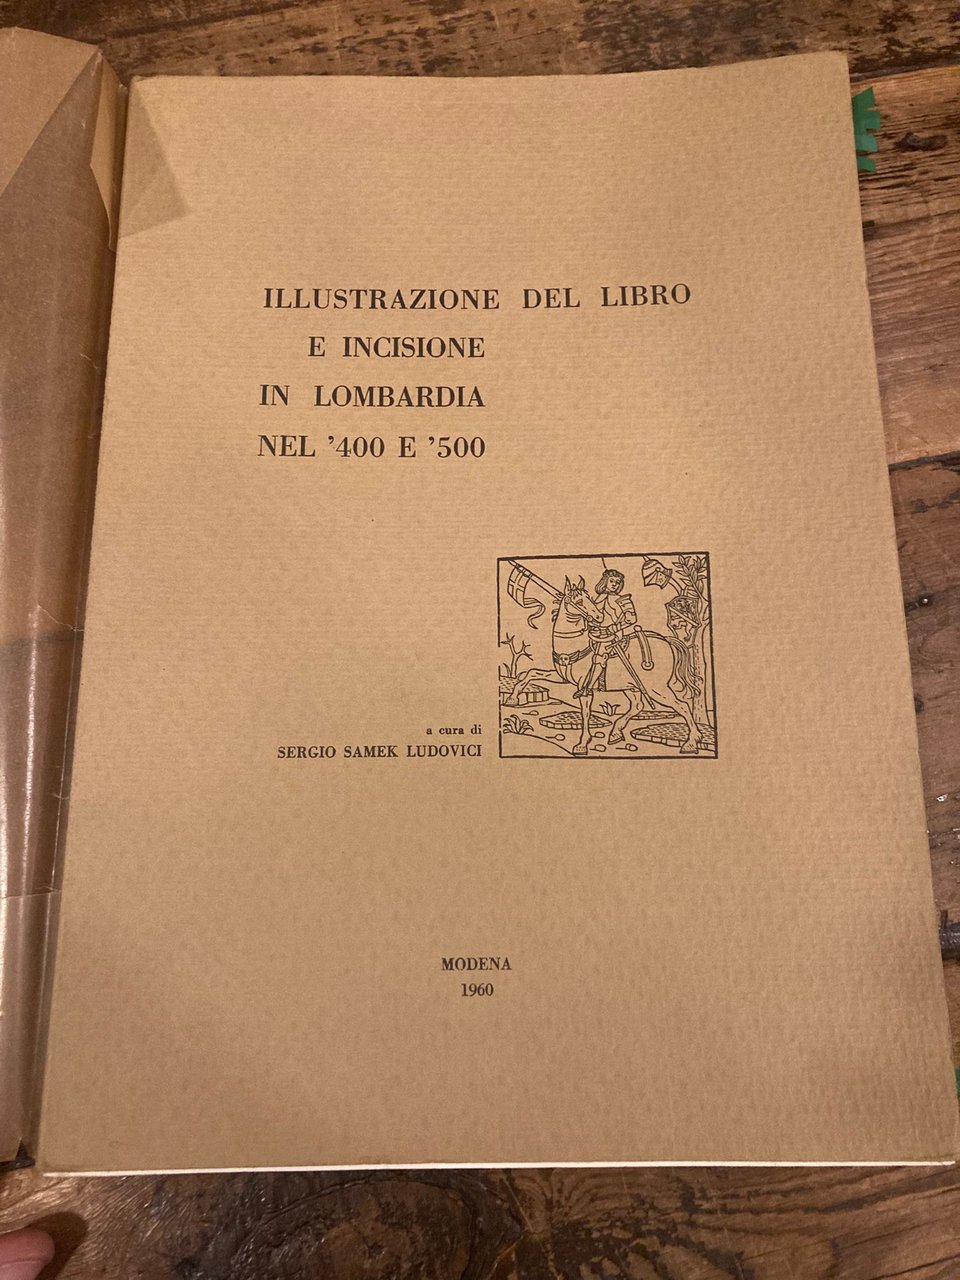 ILLUSTRAZIONE DEL LIBRO
E INCISIONE
IN LOMBARDIA
NEL ’400 E ’500
a cura di
SERGIO SAMEK LUDOVICI
MODENA
1960